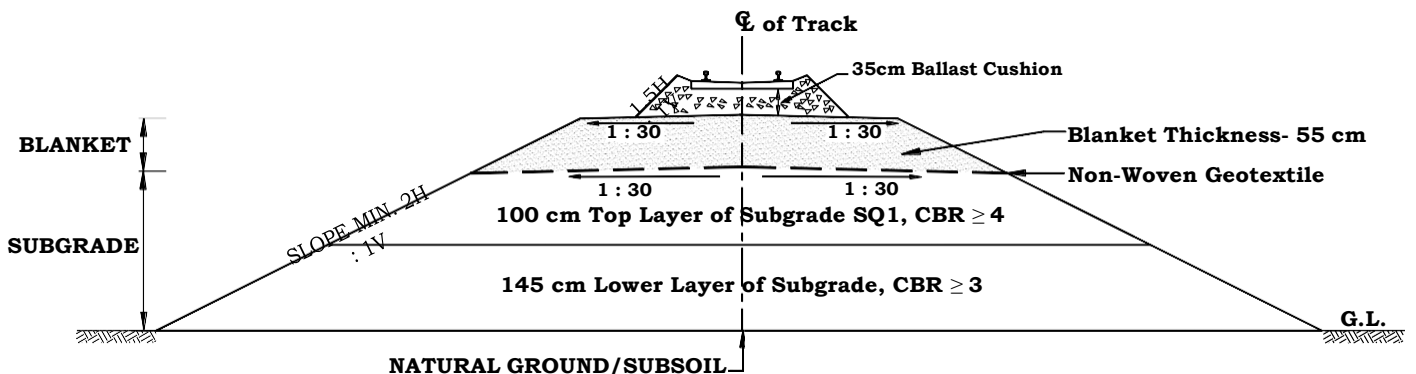 ℄ of Track
35cm Ballast Cushion
1.5H
: 1V
1 : 30
1 : 30
BLANKET
Blanket Thickness- 55 cm
Non-Woven Geotextile
1 : 30
1 : 30
100 cm Top Layer of Subgrade SQ1, CBR ≥ 4
SLOPE MIN. 2H
: 1V
SUBGRADE
145 cm Lower Layer of Subgrade, CBR ≥ 3
G.L.
NATURAL GROUND/SUBSOIL